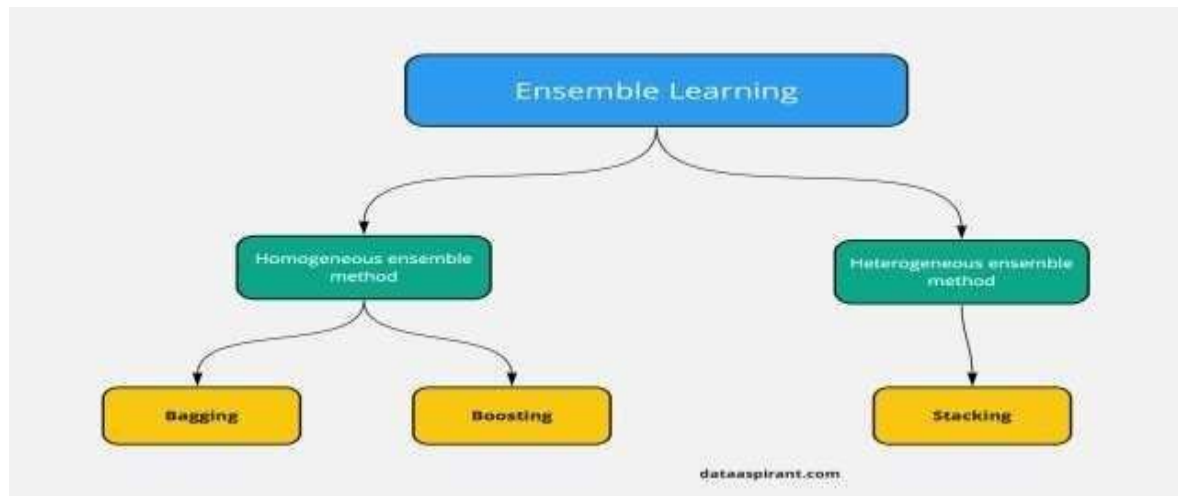 Ensemble Learning
Homogeneous ensemble
method
Heterogeneous ensemble
method
Bagging
Boosting
Stacking
dataaspirant.com